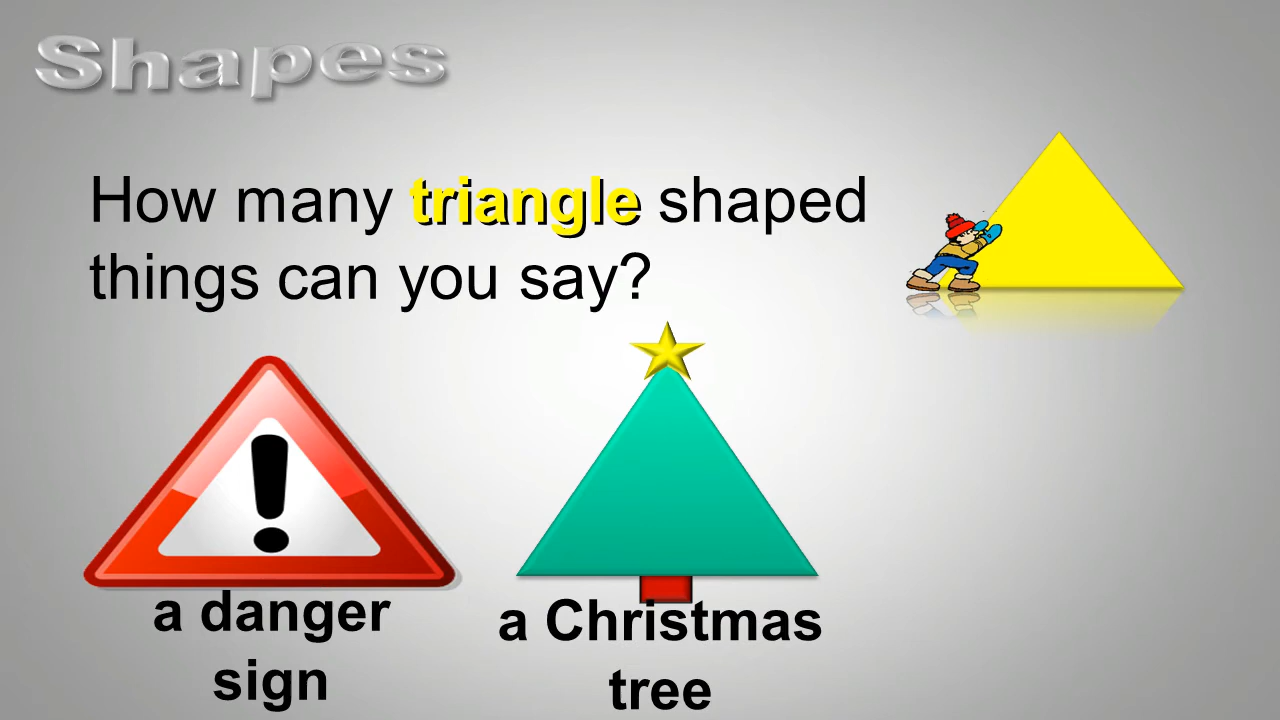 Shapes
How many triangle shaped
things can you say?
a danger
sign
a Christmas
tree